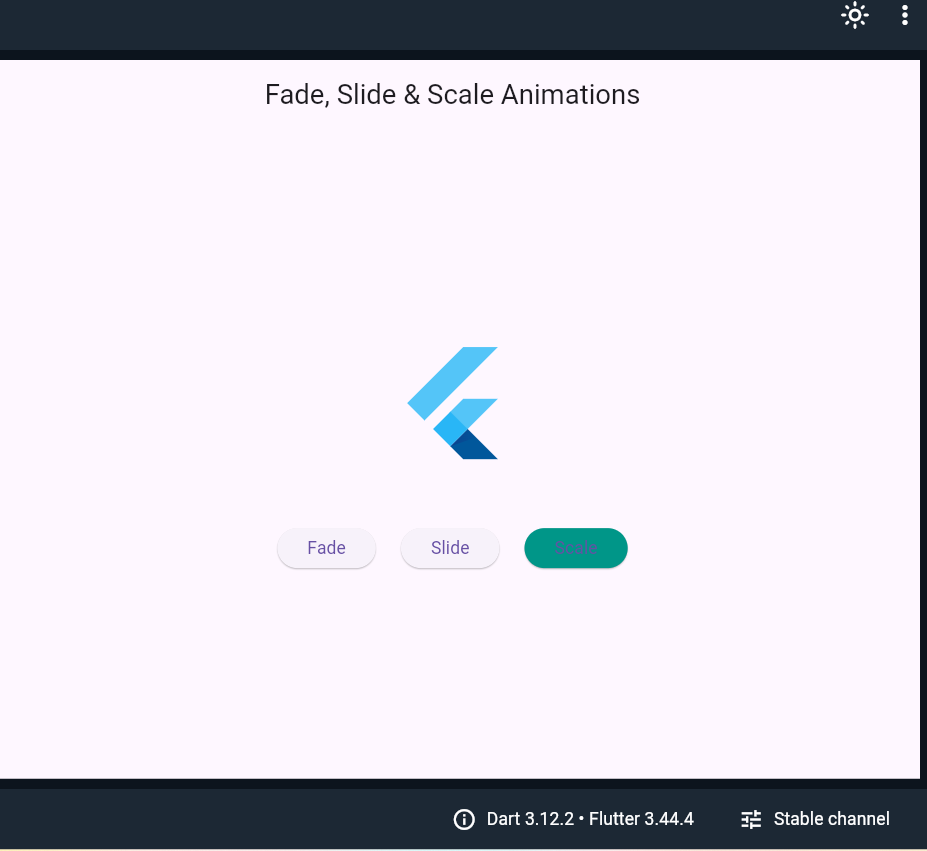 Fade, Slide & Scale Animations
Fade Slide Scale
Dart 3.12.2 • Flutter 3.44.4 Stable channel